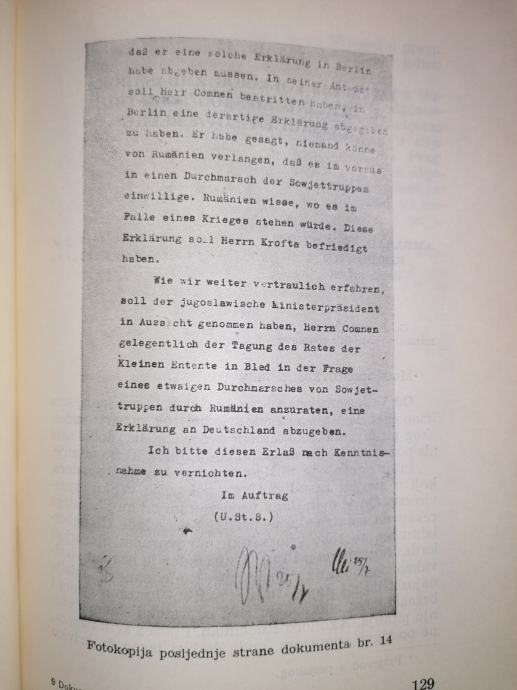 daß er eine solche Erklärung in Berlin
habe abgeben müssen. In seiner Antwort
soll Herr Comnen bestritten haben, in
Berlin eine derartige Erklärung abgegeben
zu haben. Er habe gesagt, niemand könne
von Rumänien verlangen, daß es im voraus
in einen Durchmarsch der Sowjettruppen
einwillige. Rumänien wisse, wo es im
Falle eines Krieges stehen würde. Diese
Erklärung soll Herrn Krofta befriedigt
haben.
Wie wir weiter vertraulich erfahren,
soll der jugoslawische Ministerpräsident
in Aussicht genommen haben, Herrn Comnen
gelegentlich der Tagung des Rates der
Kleinen Entente in Bled in der Frage
eines etwaigen Durchmarsches von Sowjet-
truppen durch Rumänien anzuraten, eine
Erklärung an Deutschland abzugeben.
Ich bitte diesen Erlaß nach Kenntnis-
nahme zu vernichten.
Im Auftrag
(U.St.S.)
25/7
25/7
Fotokopija posljednje strane dokumenta br. 14
9
129